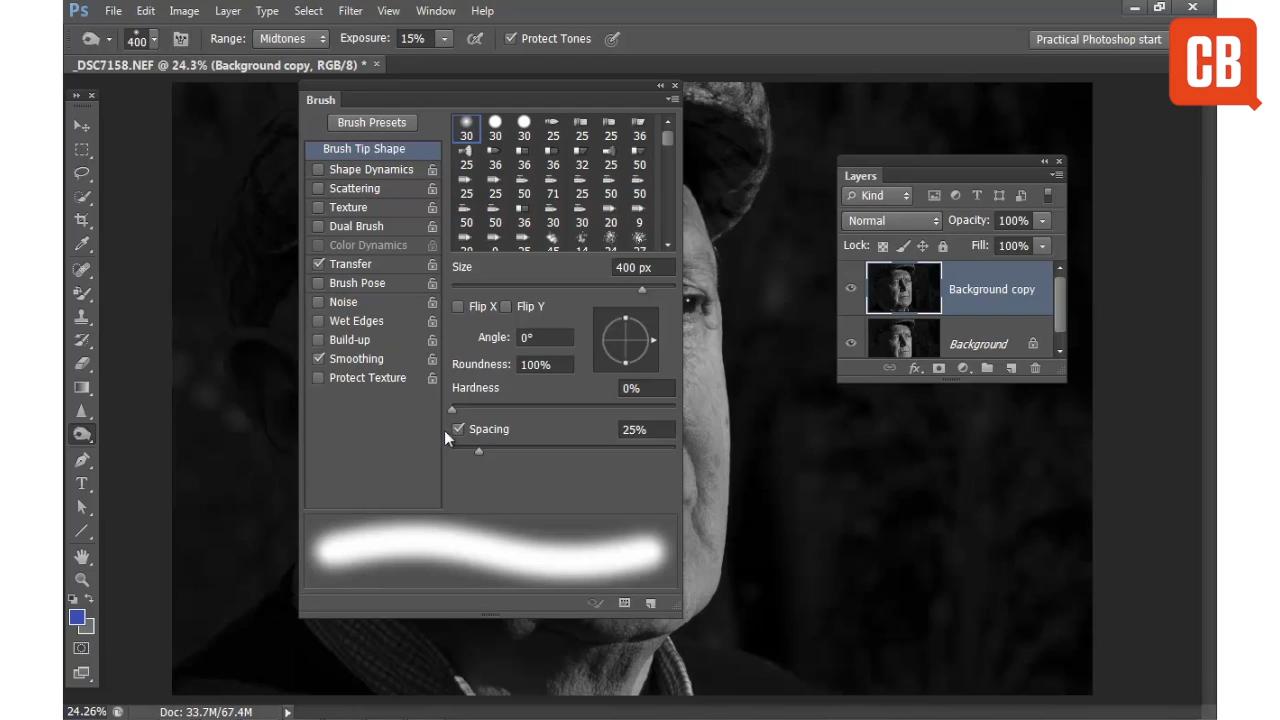 Ps File Edit Image Layer Type Select Filter View Window Help
400 Range: Midtones Exposure: 15% Protect Tones Practical Photoshop start
CB
_DSC7158.NEF @ 24.3% (Background copy, RGB/8) * ×
Brush
Brush Presets
Brush Tip Shape
Shape Dynamics
Scattering
Texture
Dual Brush
Color Dynamics
Transfer
Brush Pose
Noise
Wet Edges
Build-up
Smoothing
Protect Texture
30 30 30 25 25 25 36
25 36 36 36 32 25 50
25 25 50 71 25 50 50
50 50 36 30 30 20 9
Size 400 px
Flip X Flip Y
Angle: 0°
Roundness: 100%
Hardness 0%
Spacing 25%
Layers
Kind T
Normal Opacity: 100%
Lock: Fill: 100%
Background copy
Background
fx
T
24.26% Doc: 33.7M/67.4M